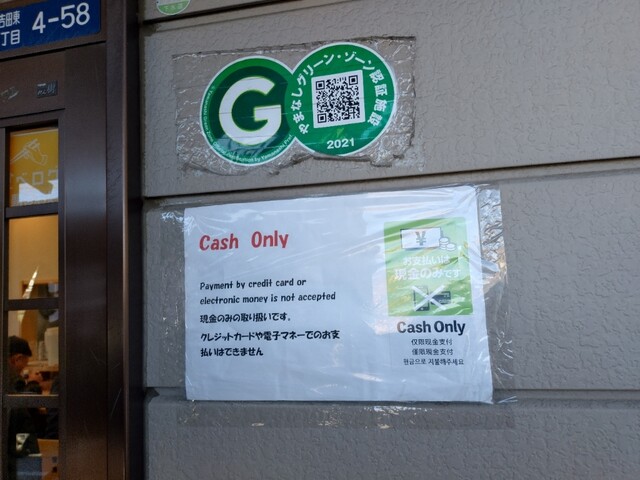 吉田東
丁目 4-58
G
やまなしグリーン・ゾーン認証施設
2021
Cash Only
Payment by credit card or
electronic money is not accepted
現金のみの取り扱いです。
クレジットカードや電子マネーでのお支
払いはできません
¥
お支払いは
現金のみです
Cash Only
仅限现金支付
僅限現金支付
현금으로 지불해주세요